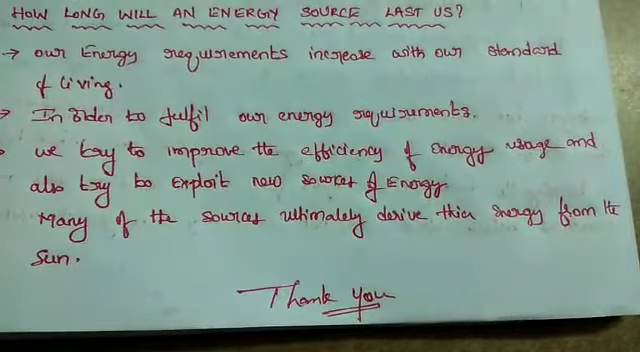 HOW LONG WILL AN ENERGY SOURCE LAST US?
→ our Energy requirements increase with our standard
of living.
→ In order to fulfil our energy requirements.
we try to improve the efficiency of Energy usage and
also try to exploit new sources of Energy.
Many of the sources ultimately derive their Energy from the
Sun.
Thank you